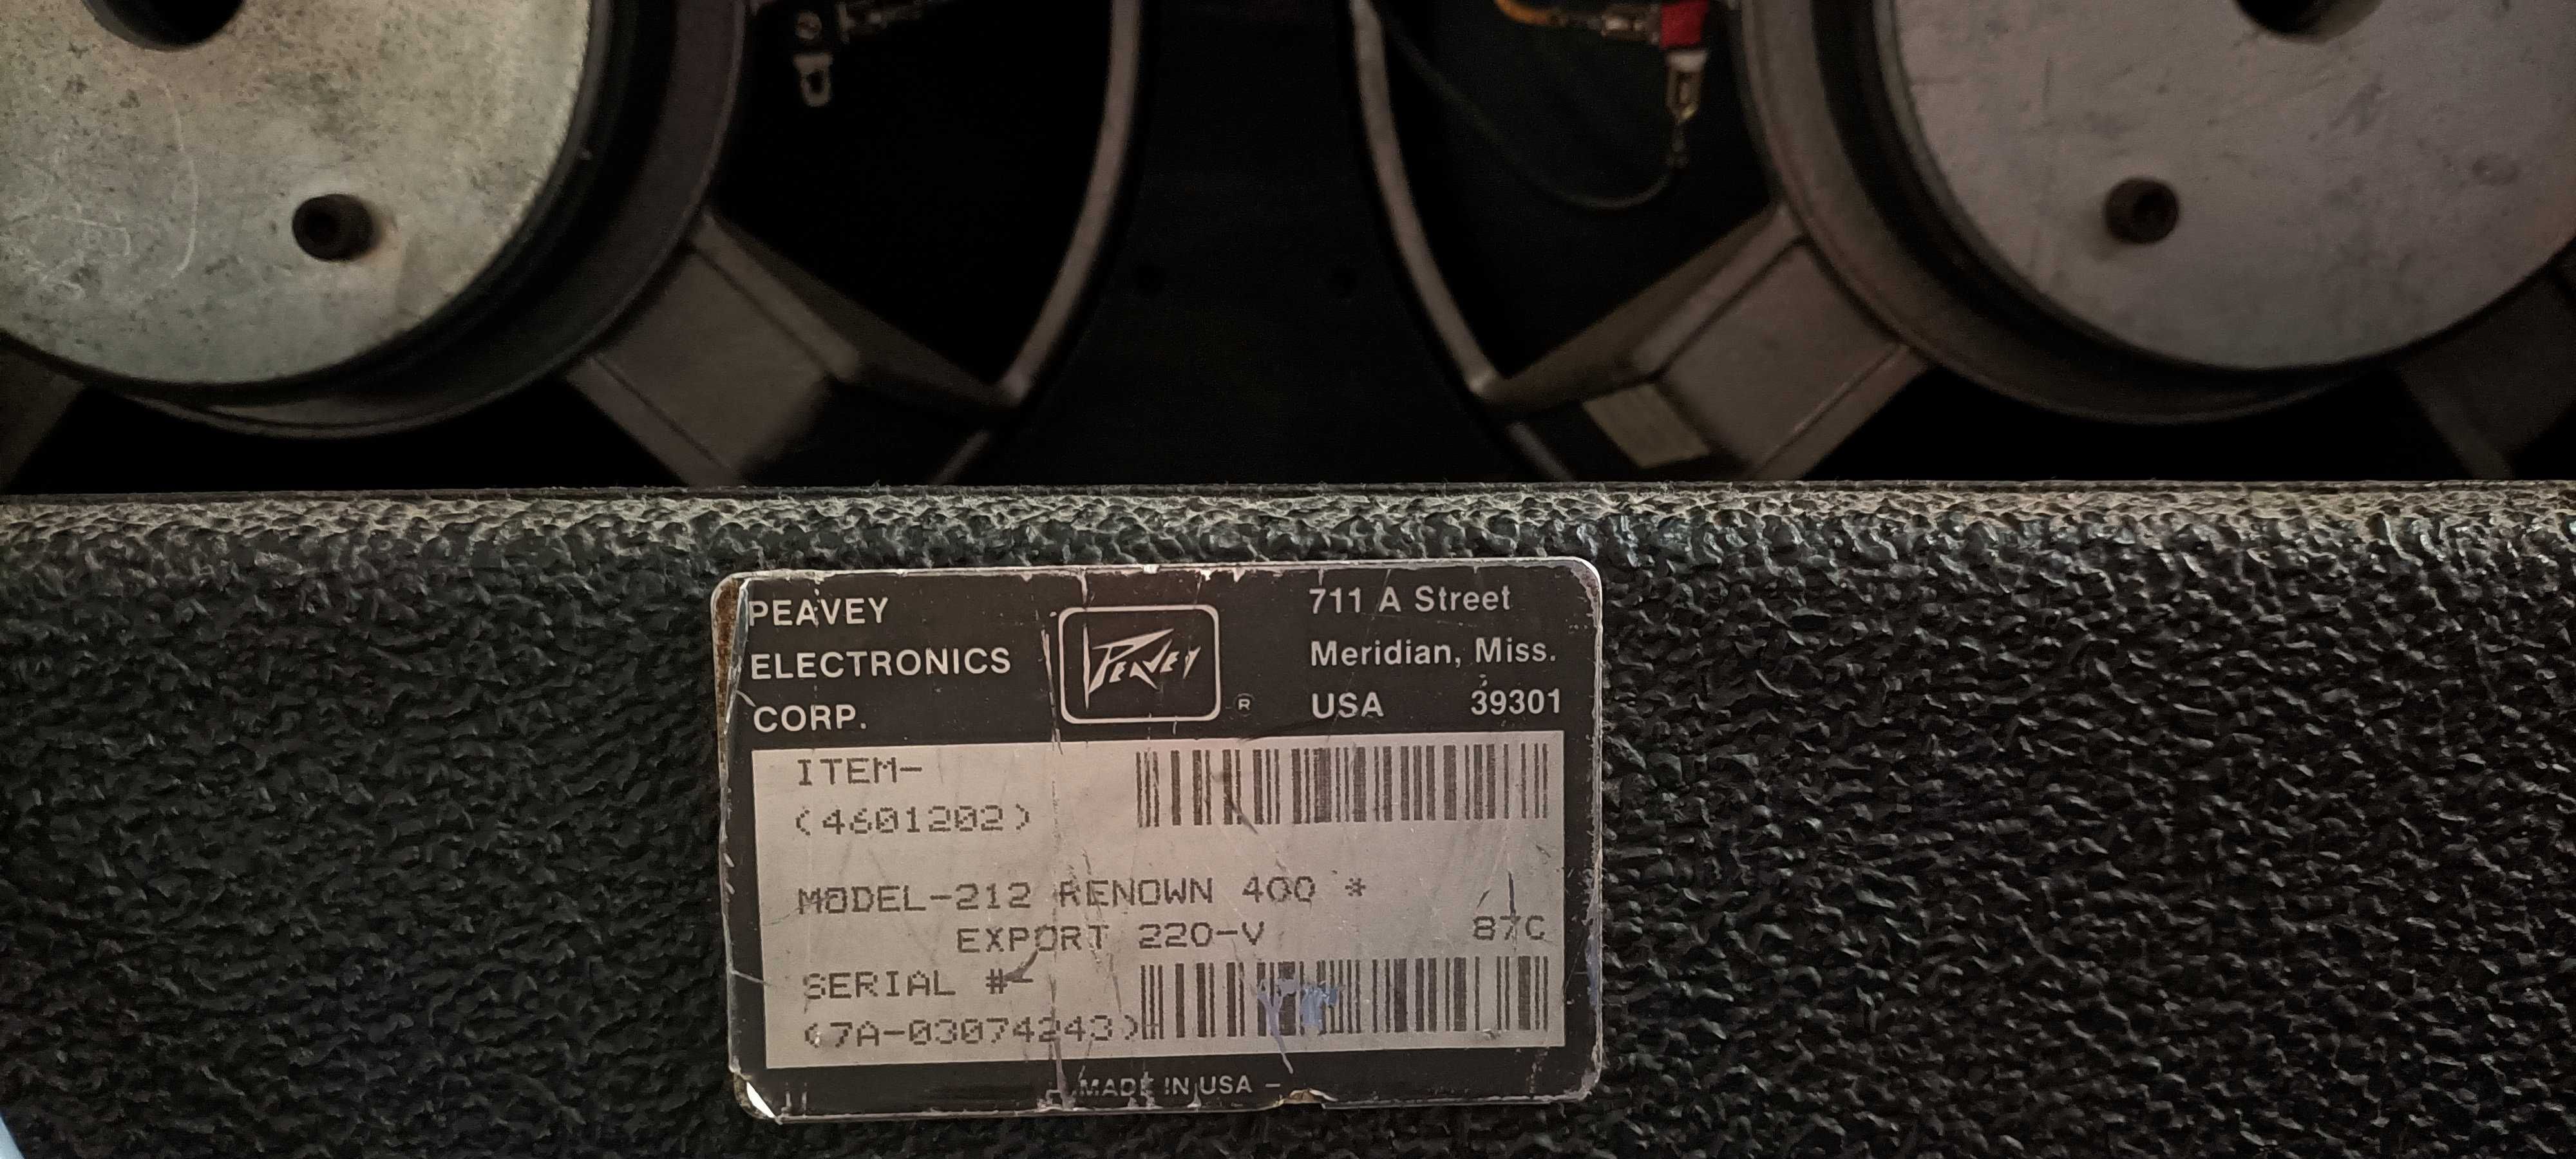 PEAVEY
ELECTRONICS
CORP.
PEAVEY
®
711 A Street
Meridian, Miss.
USA 39301
ITEM-
(4601202)
MODEL-212 RENOWN 400 *
EXPORT 220-V 87C
SERIAL #-
(7A-03074243)
- MADE IN USA -